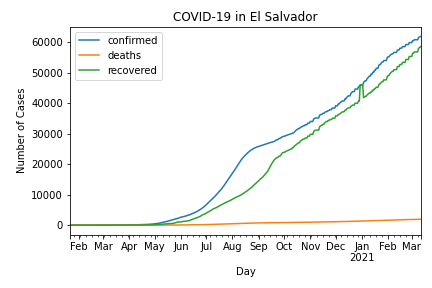 COVID-19 in El Salvador
confirmed
deaths
recovered
Number of Cases
60000
50000
40000
30000
20000
10000
0
Feb Mar Apr May Jun Jul Aug Sep Oct Nov Dec Jan Feb Mar
2021
Day